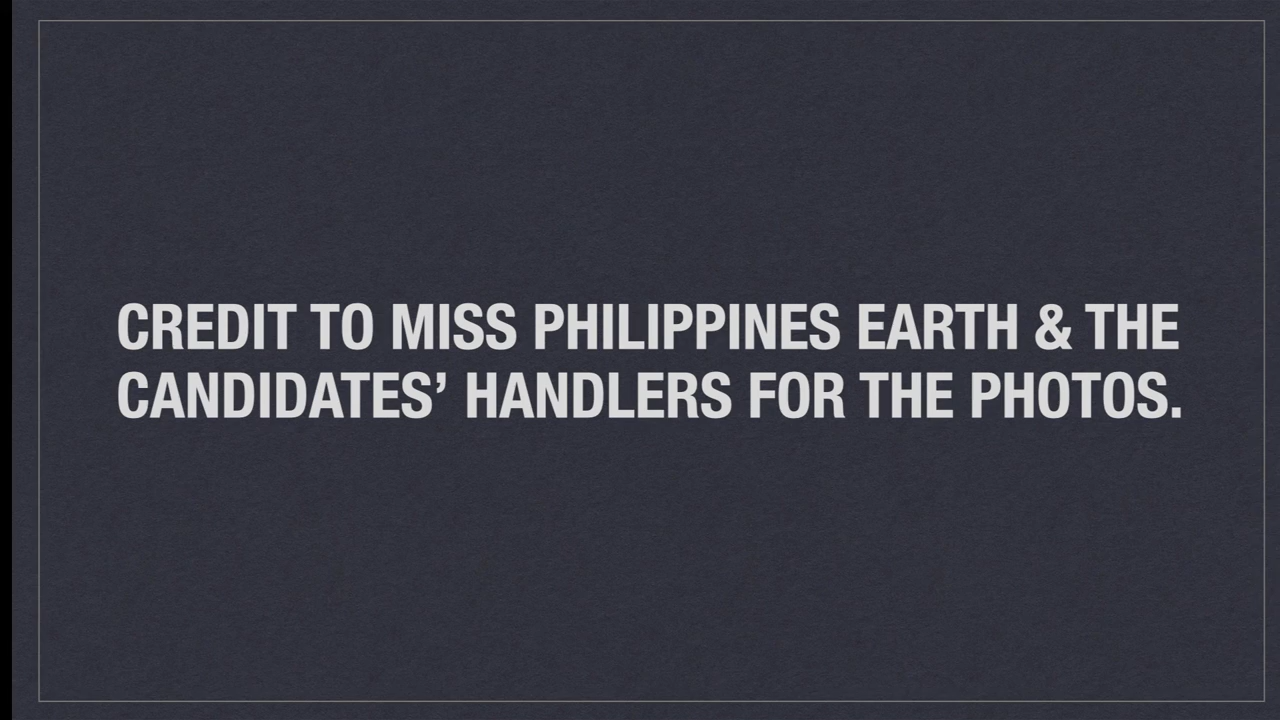 CREDIT TO MISS PHILIPPINES EARTH & THE
CANDIDATES’ HANDLERS FOR THE PHOTOS.